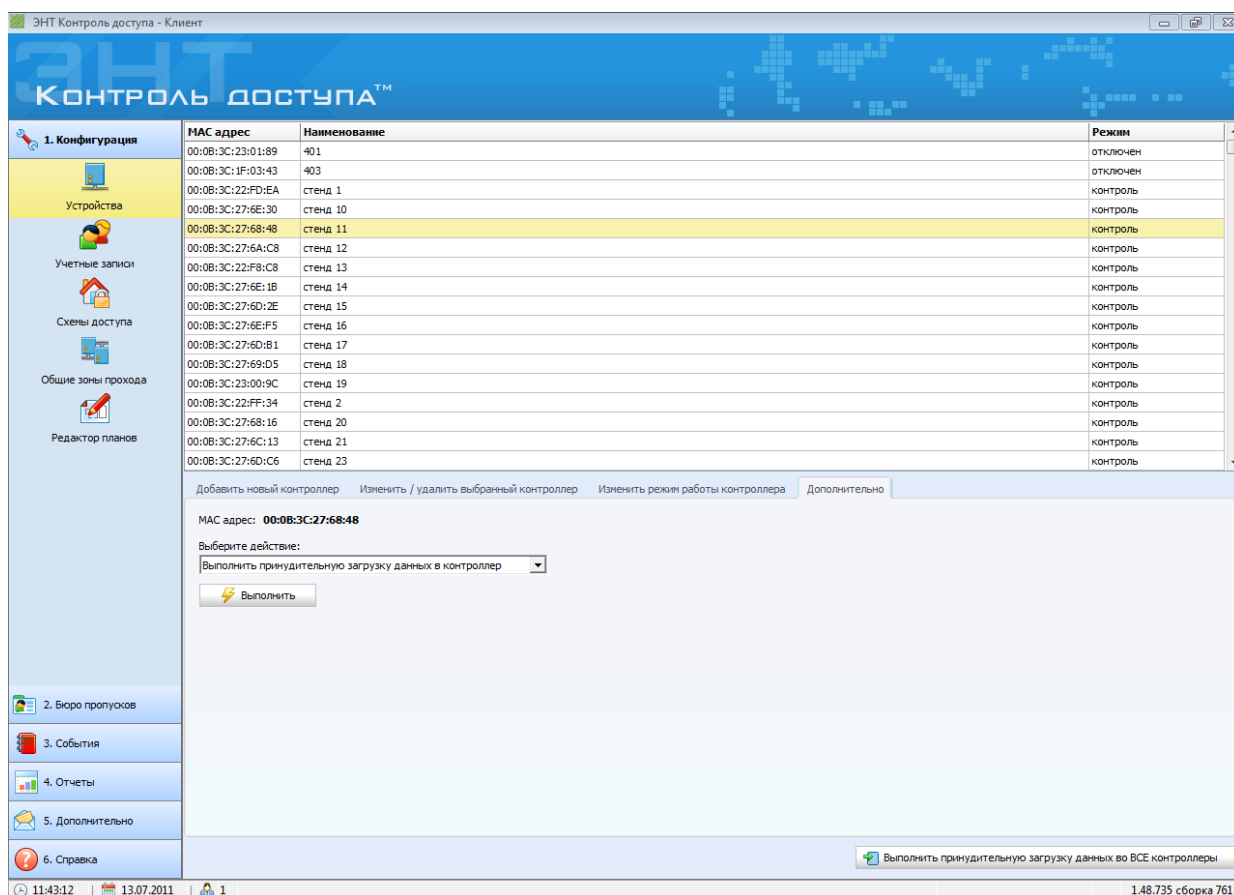 ЭНТ Контроль доступа - Клиент
ЭНТ
КОНТРОЛЬ ДОСТУПА™
1. Конфигурация
Устройства
Учетные записи
Схемы доступа
Общие зоны прохода
Редактор планов
2. Бюро пропусков
3. События
4. Отчеты
5. Дополнительно
6. Справка
MAC адрес Наименование Режим
00:0B:3C:23:01:89 401 отключен
00:0B:3C:1F:03:43 403 отключен
00:0B:3C:22:FD:EA стенд 1 контроль
00:0B:3C:27:6E:30 стенд 10 контроль
00:0B:3C:27:68:48 стенд 11 контроль
00:0B:3C:27:6A:C8 стенд 12 контроль
00:0B:3C:22:F8:C8 стенд 13 контроль
00:0B:3C:27:6E:1B стенд 14 контроль
00:0B:3C:27:6D:2E стенд 15 контроль
00:0B:3C:27:6E:F5 стенд 16 контроль
00:0B:3C:27:6D:B1 стенд 17 контроль
00:0B:3C:27:69:D5 стенд 18 контроль
00:0B:3C:23:00:9C стенд 19 контроль
00:0B:3C:22:FF:34 стенд 2 контроль
00:0B:3C:27:68:16 стенд 20 контроль
00:0B:3C:27:6C:13 стенд 21 контроль
00:0B:3C:27:6D:C6 стенд 23 контроль
Добавить новый контроллер Изменить / удалить выбранный контроллер Изменить режим работы контроллера Дополнительно
MAC адрес: 00:0B:3C:27:68:48
Выберите действие:
Выполнить принудительную загрузку данных в контроллер
Выполнить
Выполнить принудительную загрузку данных во ВСЕ контроллеры
11:43:12 13.07.2011 1 1.48.735 сборка 761